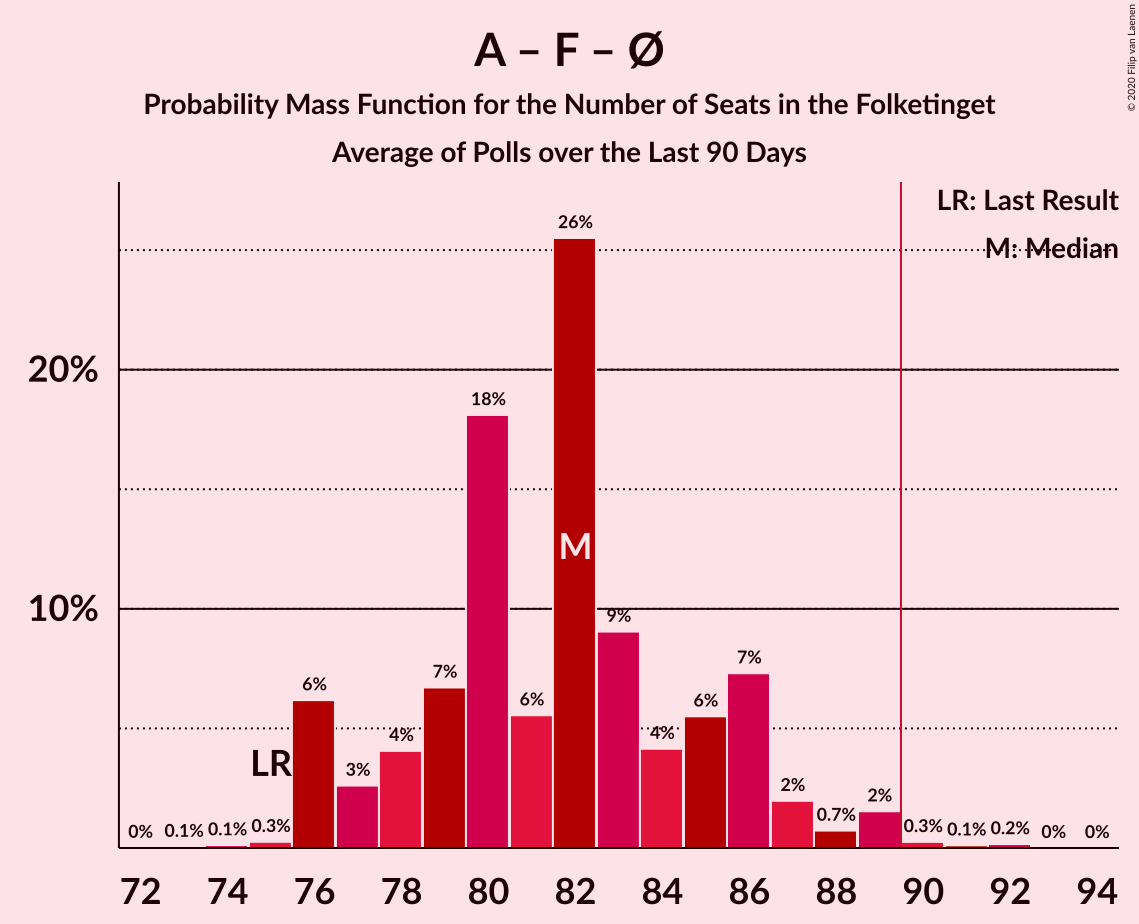 A – F – Ø
Probability Mass Function for the Number of Seats in the Folketinget
Average of Polls over the Last 90 Days
© 2020 Filip van Laenen
LR: Last Result
M: Median
20%
10%
0%
0.1%
0.1%
0.3%
LR
6%
3%
4%
7%
18%
6%
26%
M
9%
4%
6%
7%
2%
0.7%
2%
0.3%
0.1%
0.2%
0%
0%
72 74 76 78 80 82 84 86 88 90 92 94